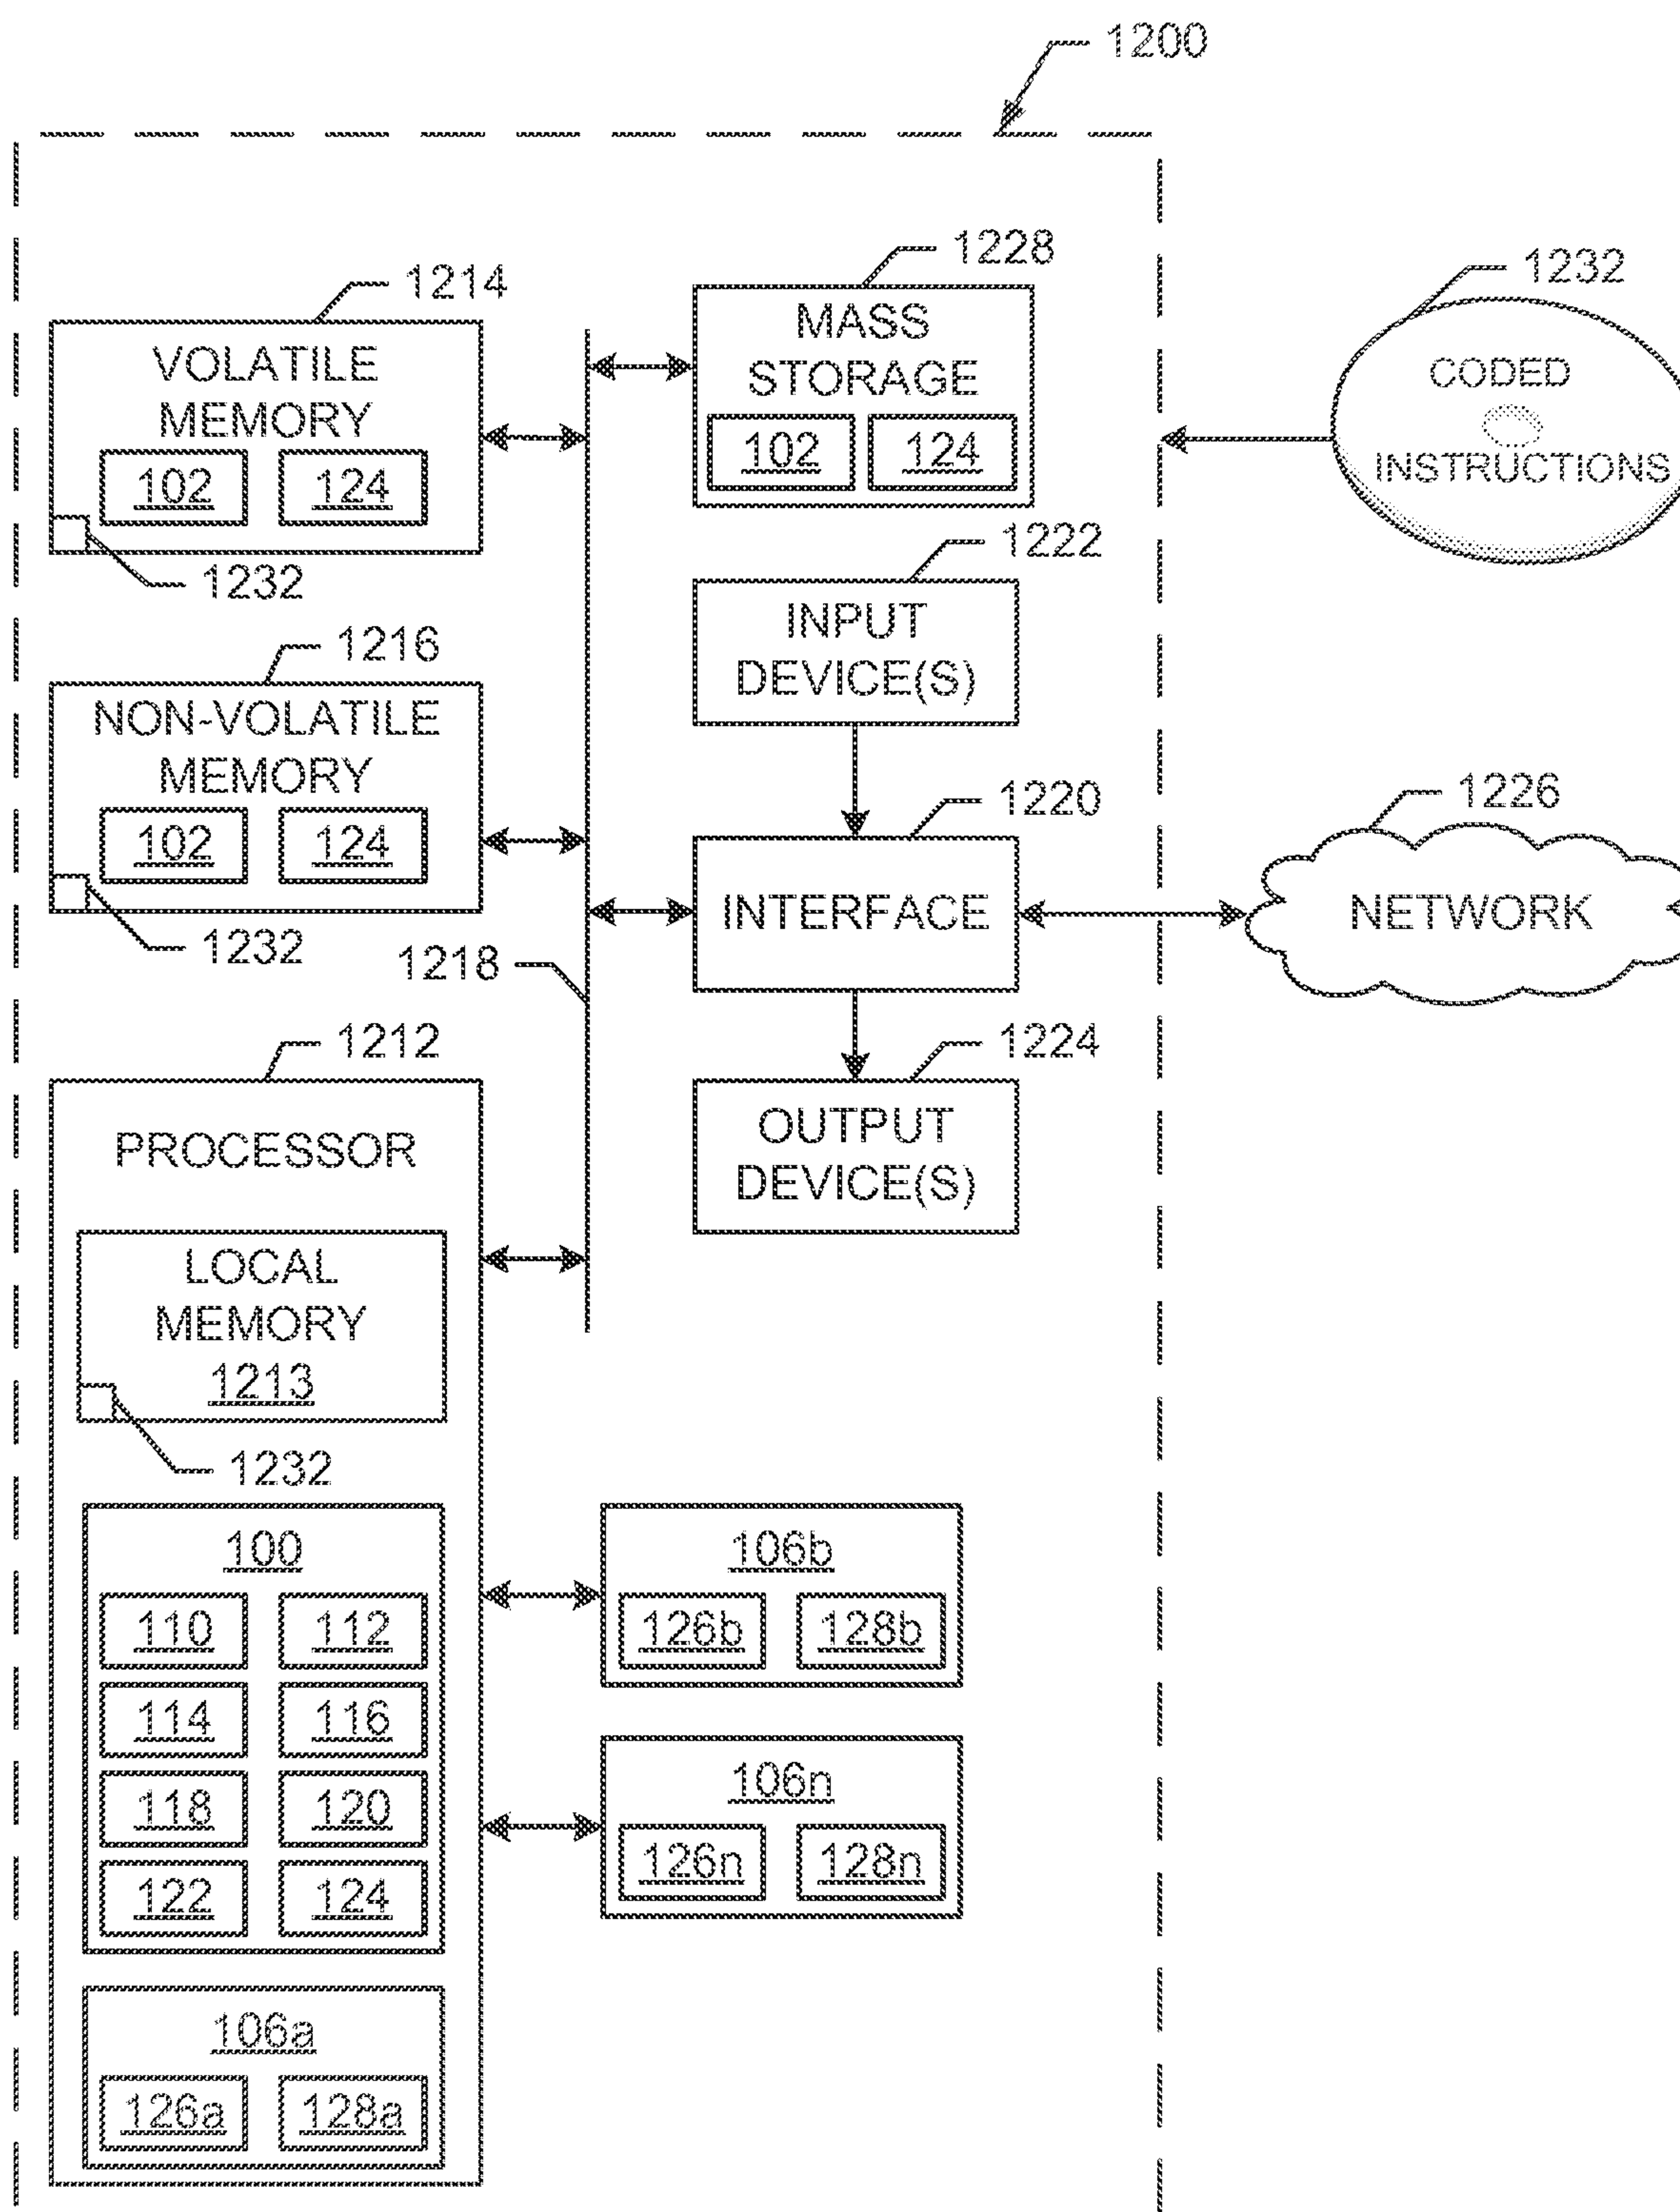 1200
1214
VOLATILE
MEMORY
102 124
1232
1216
NON-VOLATILE
MEMORY
102 124
1232
1218
1212
PROCESSOR
LOCAL
MEMORY
1213
1232
100
110 112
114 116
118 120
122 124
106a
126a 128a
1228
MASS
STORAGE
102 124
1222
INPUT
DEVICE(S)
1220
INTERFACE
1224
OUTPUT
DEVICE(S)
106b
126b 128b
106n
126n 128n
1232
CODED
INSTRUCTIONS
1226
NETWORK